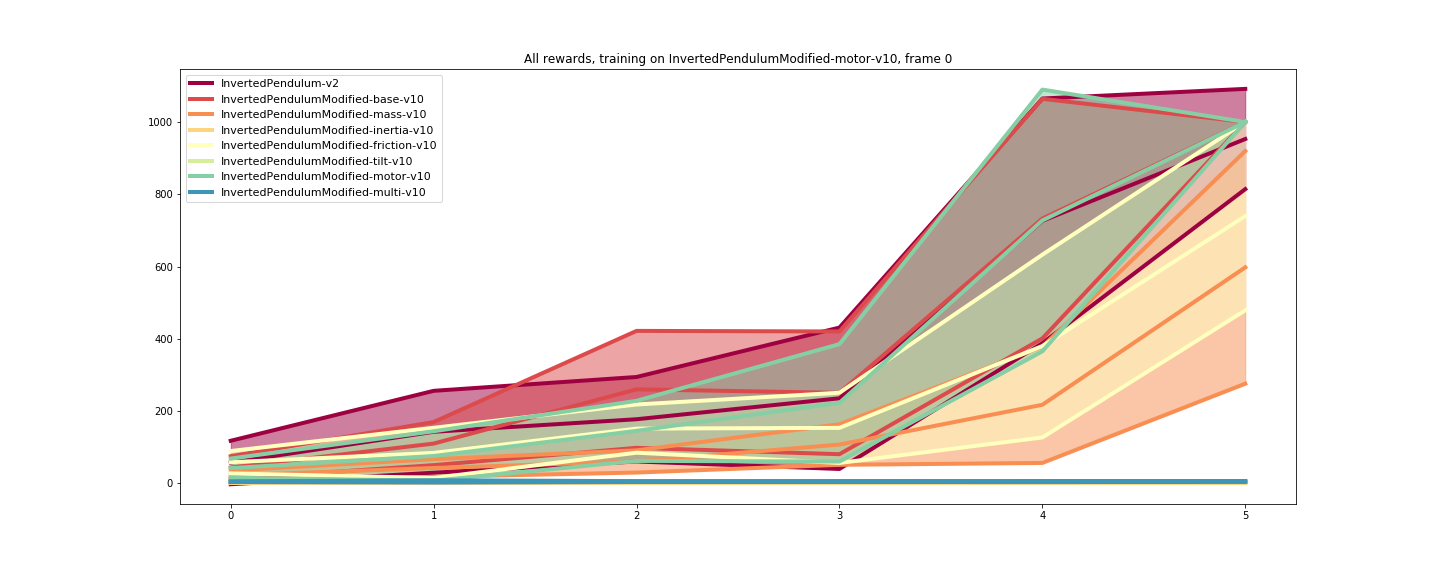 All rewards, training on InvertedPendulumModified-motor-v10, frame 0
InvertedPendulum-v2
InvertedPendulumModified-base-v10
InvertedPendulumModified-mass-v10
InvertedPendulumModified-inertia-v10
InvertedPendulumModified-friction-v10
InvertedPendulumModified-tilt-v10
InvertedPendulumModified-motor-v10
InvertedPendulumModified-multi-v10
1000
800
600
400
200
0
0 1 2 3 4 5